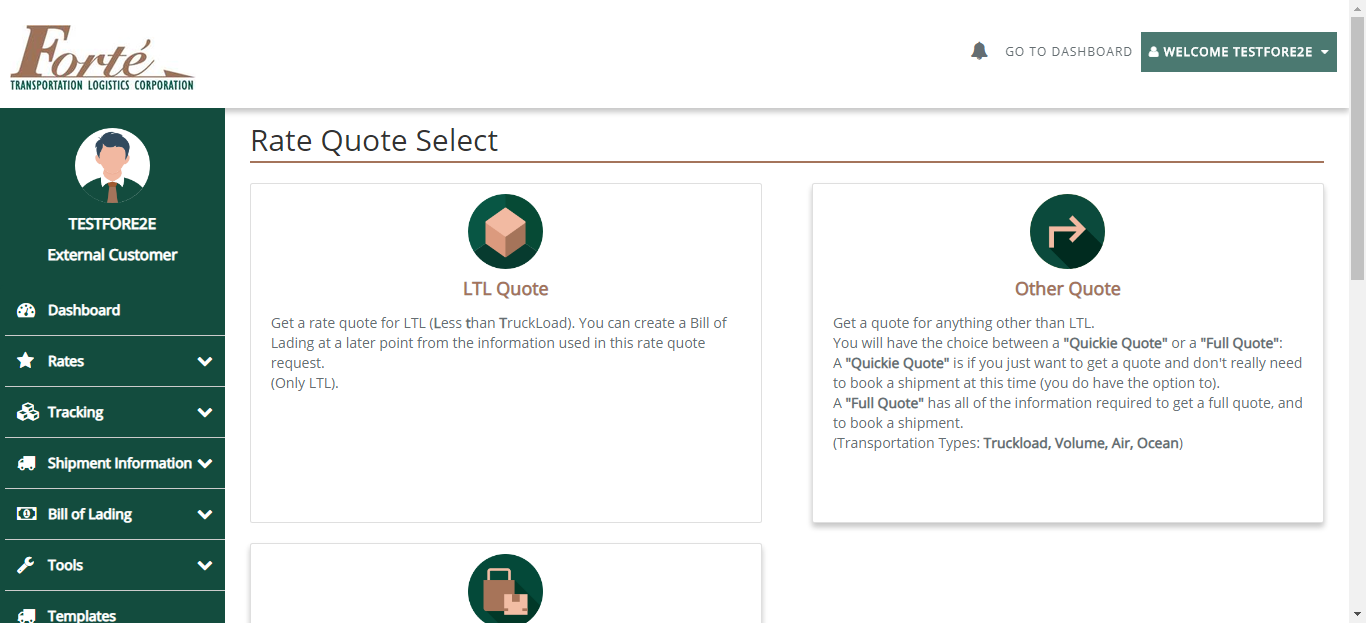 Forté
TRANSPORTATION LOGISTICS CORPORATION
GO TO DASHBOARD
WELCOME TESTFORE2E
TESTFORE2E
External Customer
Dashboard
Rates
Tracking
Shipment Information
Bill of Lading
Tools
Templates
Rate Quote Select
LTL Quote
Get a rate quote for LTL (Less than TruckLoad). You can create a Bill of
Lading at a later point from the information used in this rate quote
request.
(Only LTL).
Other Quote
Get a quote for anything other than LTL.
You will have the choice between a "Quickie Quote" or a "Full Quote":
A "Quickie Quote" is if you just want to get a quote and don't really need
to book a shipment at this time (you do have the option to).
A "Full Quote" has all of the information required to get a full quote, and
to book a shipment.
(Transportation Types: Truckload, Volume, Air, Ocean)